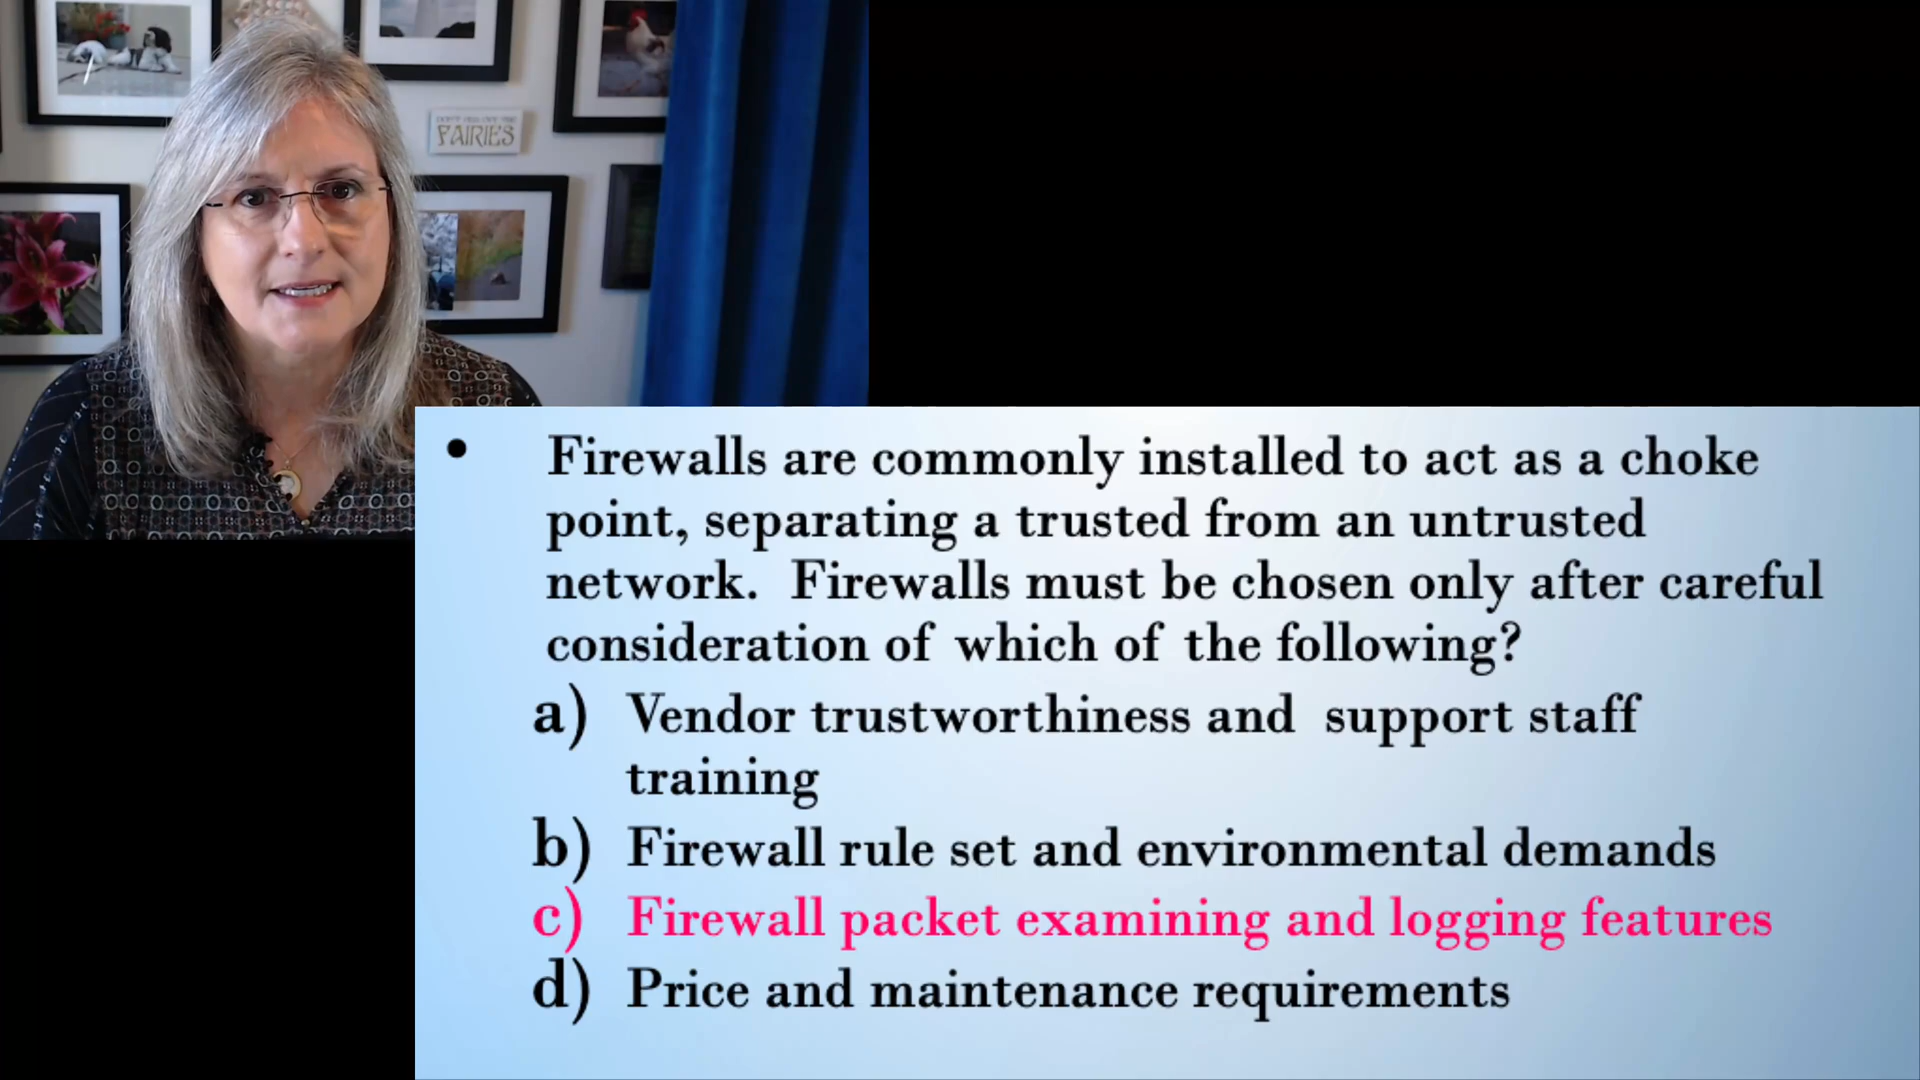 FAIRIES
• Firewalls are commonly installed to act as a choke
point, separating a trusted from an untrusted
network. Firewalls must be chosen only after careful
consideration of which of the following?
a) Vendor trustworthiness and support staff
training
b) Firewall rule set and environmental demands
c) Firewall packet examining and logging features
d) Price and maintenance requirements